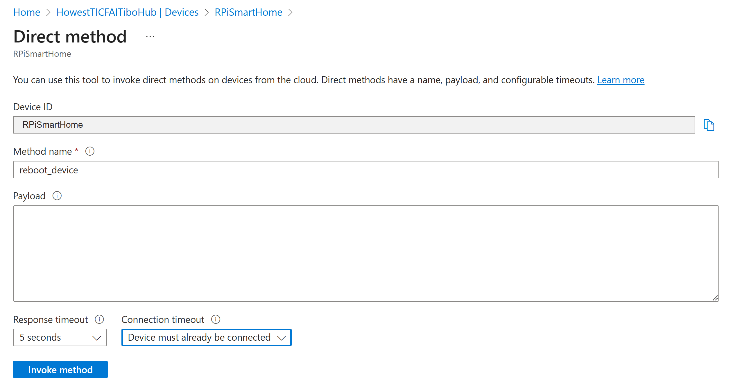 Home > HowestTICFAITiboHub | Devices > RPiSmartHome >
Direct method ...
RPiSmartHome
You can use this tool to invoke direct methods on devices from the cloud. Direct methods have a name, payload, and configurable timeouts. Learn more
Device ID
RPiSmartHome
Method name *
reboot_device
Payload
Response timeout Connection timeout
5 seconds Device must already be connected
Invoke method